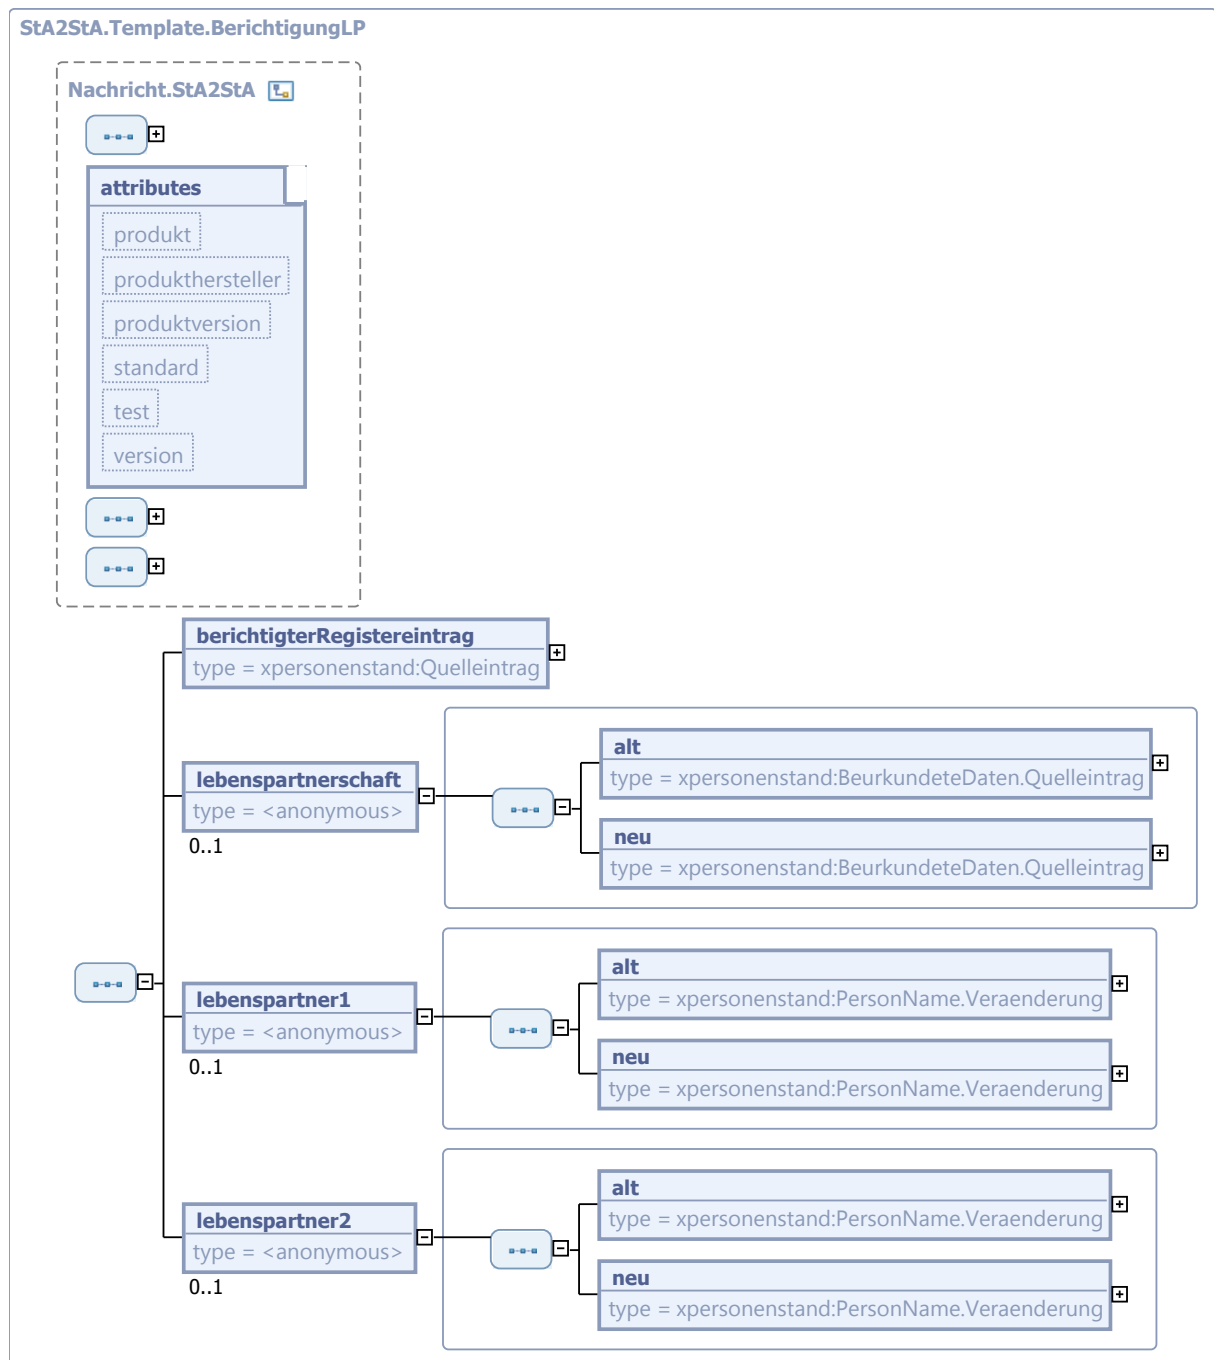 StA2StA.Template.BerichtigungLP
Nachricht.StA2StA
attributes
produkt
produkthersteller
produktversion
standard
test
version
berichtigterRegistereintrag
type = xpersonenstand:Quelleintrag
lebenspartnerschaft
type = <anonymous>
0..1
alt
type = xpersonenstand:BeurkundeteDaten.Quelleintrag
neu
type = xpersonenstand:BeurkundeteDaten.Quelleintrag
lebenspartner1
type = <anonymous>
0..1
alt
type = xpersonenstand:PersonName.Veraenderung
neu
type = xpersonenstand:PersonName.Veraenderung
lebenspartner2
type = <anonymous>
0..1
alt
type = xpersonenstand:PersonName.Veraenderung
neu
type = xpersonenstand:PersonName.Veraenderung